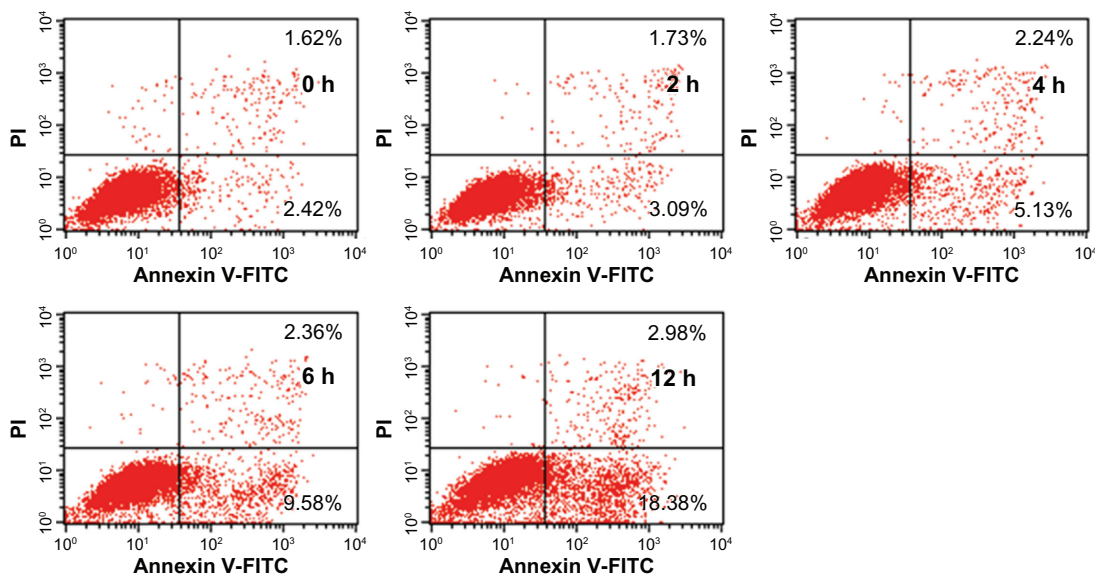 10⁴
10³
10²
10¹
10⁰
PI
1.62%
0 h
2.42%
10⁰ 10¹ 10² 10³ 10⁴
Annexin V-FITC
10⁴
10³
10²
10¹
10⁰
PI
1.73%
2 h
3.09%
10⁰ 10¹ 10² 10³ 10⁴
Annexin V-FITC
10⁴
10³
10²
10¹
10⁰
PI
2.24%
4 h
5.13%
10⁰ 10¹ 10² 10³ 10⁴
Annexin V-FITC
10⁴
10³
10²
10¹
10⁰
PI
2.36%
6 h
9.58%
10⁰ 10¹ 10² 10³ 10⁴
Annexin V-FITC
10⁴
10³
10²
10¹
10⁰
PI
2.98%
12 h
18.38%
10⁰ 10¹ 10² 10³ 10⁴
Annexin V-FITC